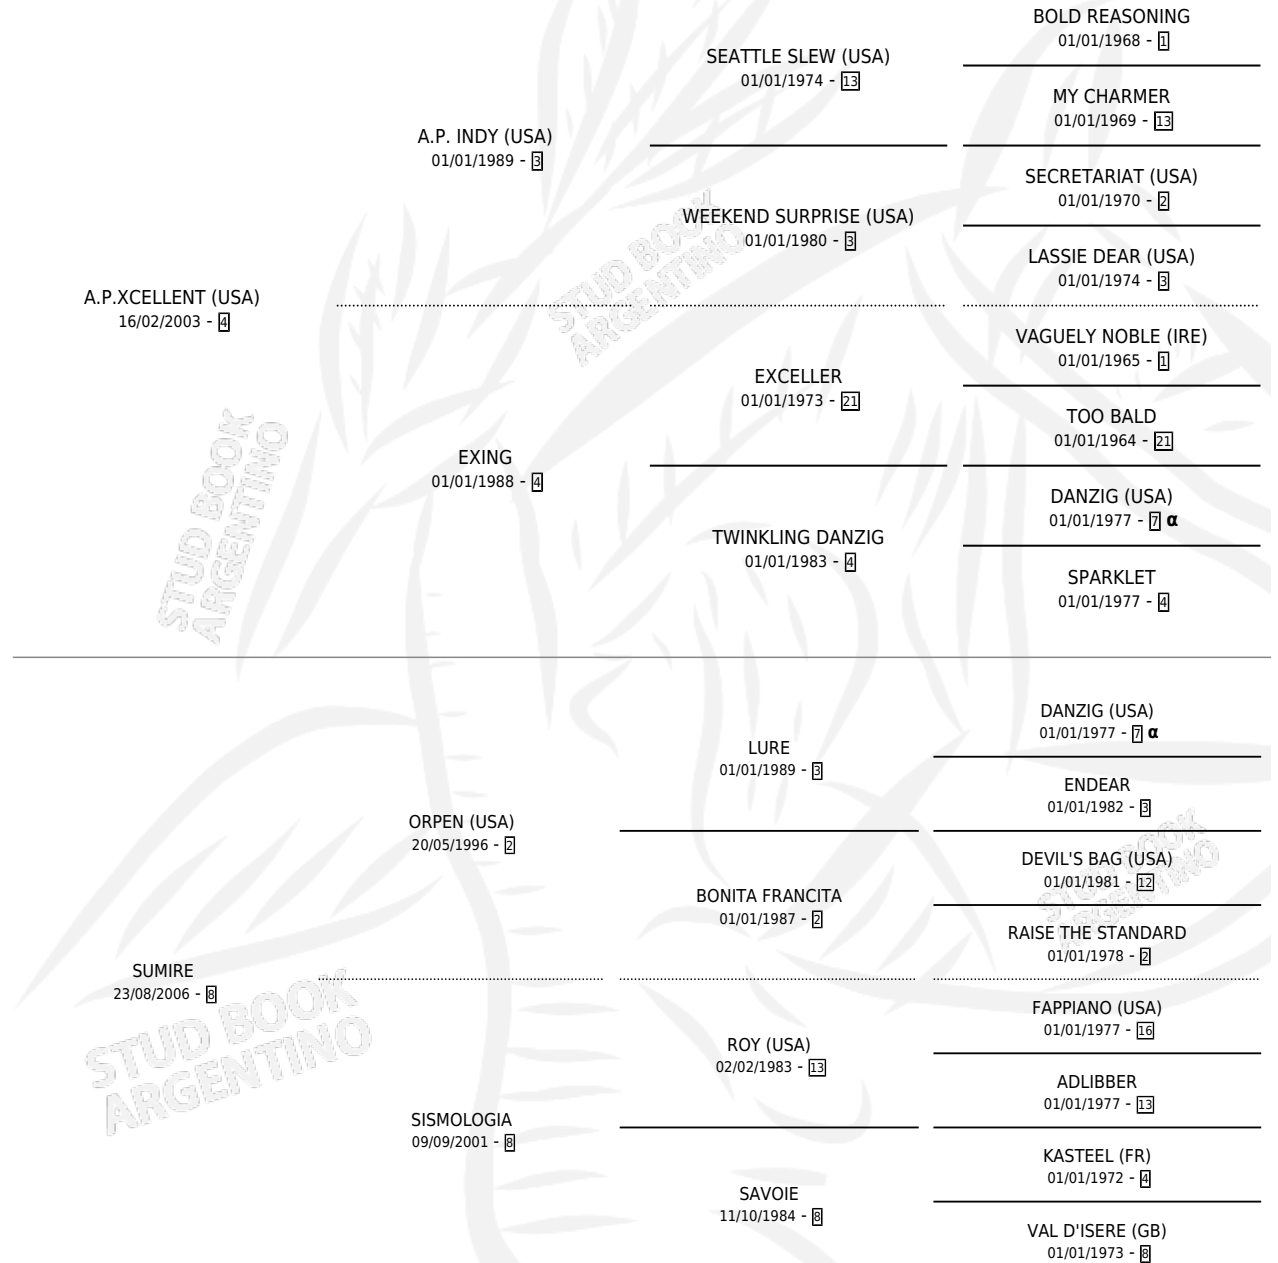 BOLD REASONING
01/01/1968 - 1
SEATTLE SLEW (USA)
01/01/1974 - 13
MY CHARMER
01/01/1969 - 13
A.P. INDY (USA)
01/01/1989 - 3
SECRETARIAT (USA)
01/01/1970 - 2
WEEKEND SURPRISE (USA)
01/01/1980 - 3
LASSIE DEAR (USA)
01/01/1974 - 3
A.P.XCELLENT (USA)
16/02/2003 - 4
VAGUELY NOBLE (IRE)
01/01/1965 - 1
EXCELLER
01/01/1973 - 21
TOO BALD
01/01/1964 - 21
EXING
01/01/1988 - 4
DANZIG (USA)
01/01/1977 - 7 α
TWINKLING DANZIG
01/01/1983 - 4
SPARKLET
01/01/1977 - 4
DANZIG (USA)
01/01/1977 - 7 α
LURE
01/01/1989 - 3
ENDEAR
01/01/1982 - 3
ORPEN (USA)
20/05/1996 - 2
DEVIL'S BAG (USA)
01/01/1981 - 12
BONITA FRANCITA
01/01/1987 - 2
RAISE THE STANDARD
01/01/1978 - 2
SUMIRE
23/08/2006 - 8
FAPPIANO (USA)
01/01/1977 - 16
ROY (USA)
02/02/1983 - 13
ADLIBBER
01/01/1977 - 13
SISMOLOGIA
09/09/2001 - 8
KASTEEL (FR)
01/01/1972 - 4
SAVOIE
11/10/1984 - 8
VAL D'ISERE (GB)
01/01/1973 - 8
STUD BOOK
ARGENTINO
STUD BOOK
ARGENTINO
STUD BOOK
ARGENTINO
STUD BOOK
ARGENTINO